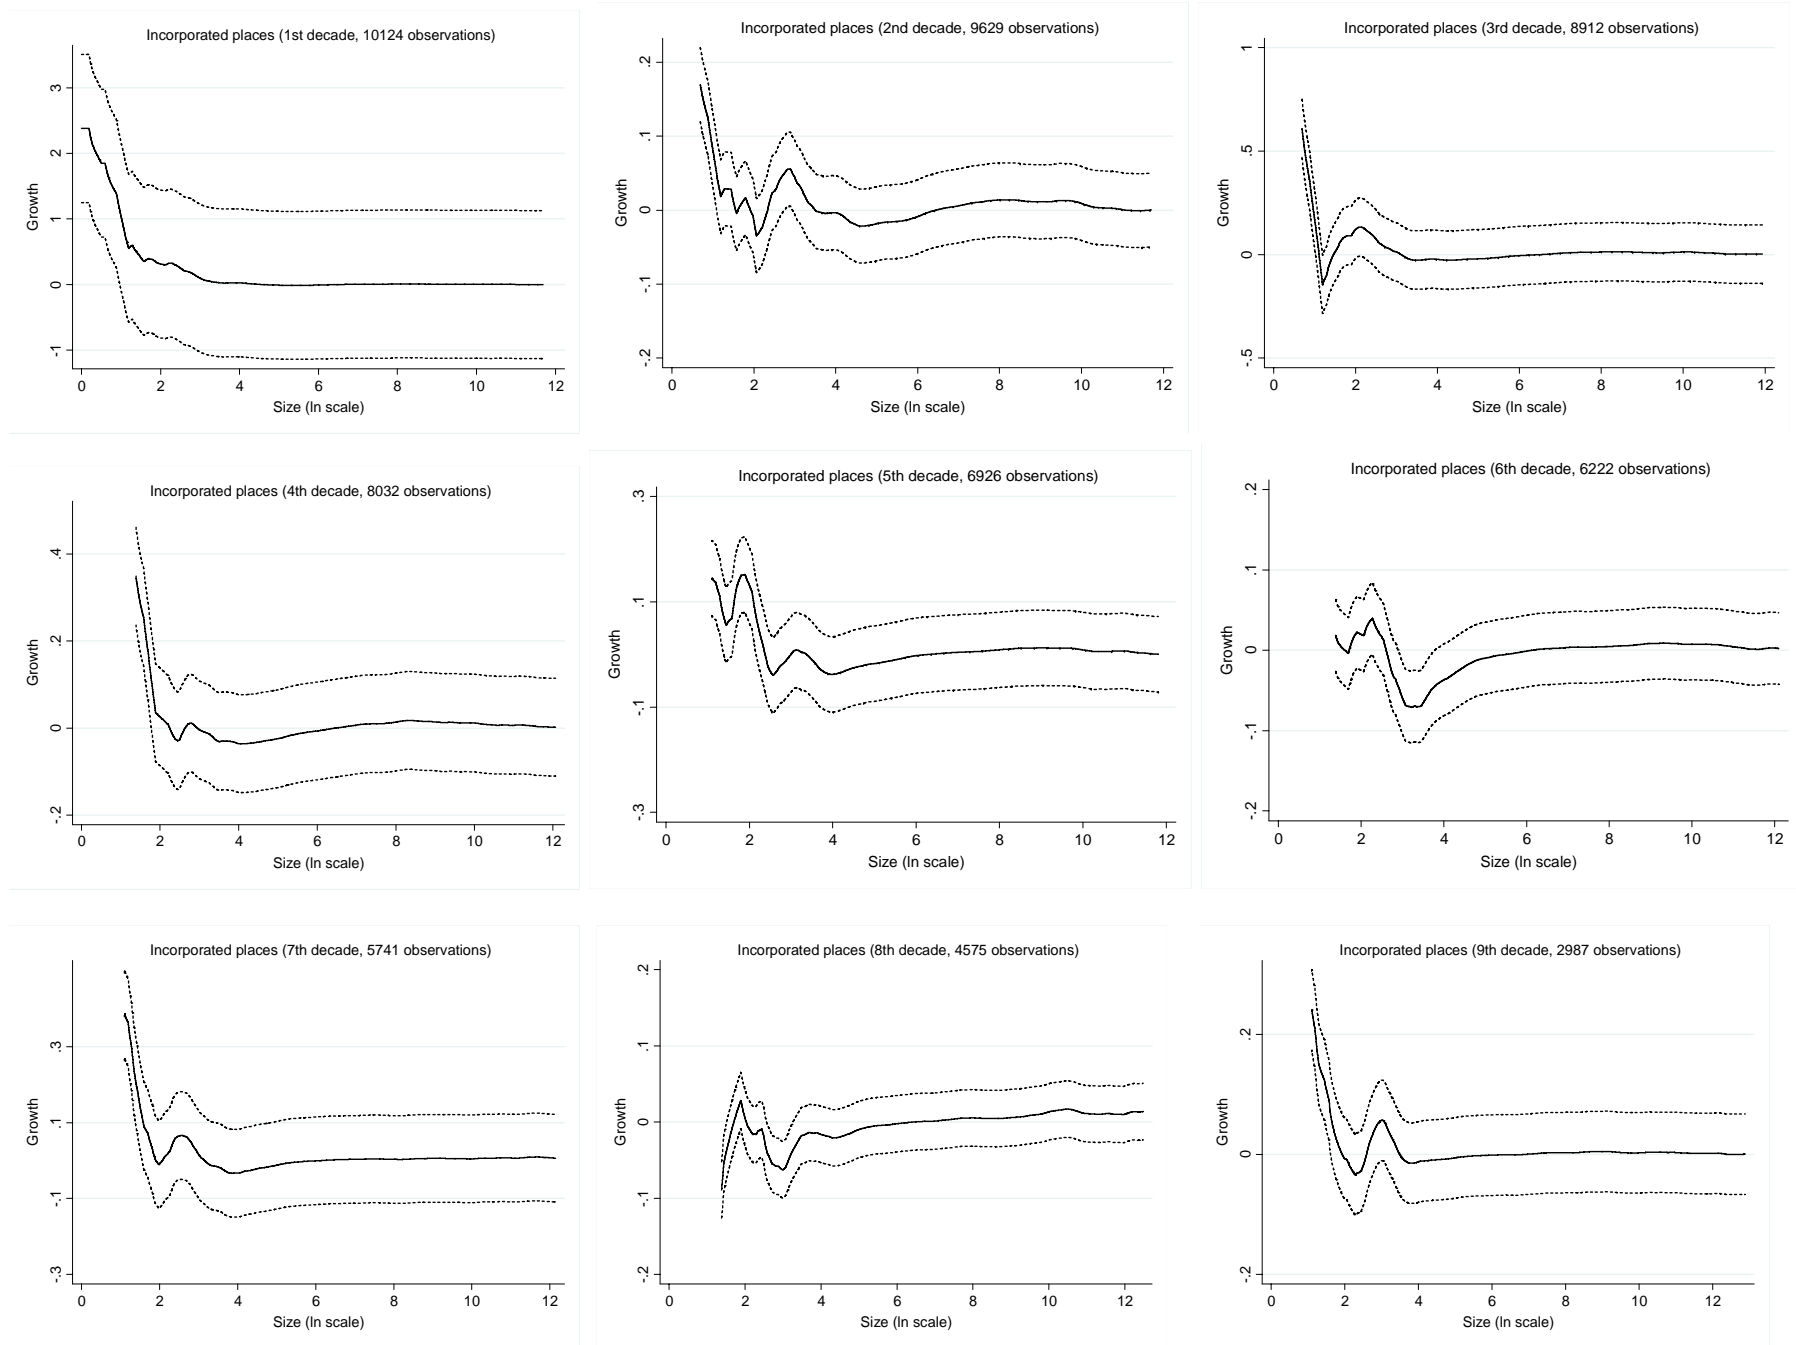 Incorporated places (1st decade, 10124 observations)
Growth
3
2
1
0
-1
0 2 4 6 8 10 12
Size (ln scale)
Incorporated places (2nd decade, 9629 observations)
Growth
.2
.1
0
-.1
-.2
0 2 4 6 8 10 12
Size (ln scale)
Incorporated places (3rd decade, 8912 observations)
Growth
1
.5
0
-.5
0 2 4 6 8 10 12
Size (ln scale)
Incorporated places (4th decade, 8032 observations)
Growth
.4
.2
0
-.2
0 2 4 6 8 10 12
Size (ln scale)
Incorporated places (5th decade, 6926 observations)
Growth
.3
.1
-.1
-.3
0 2 4 6 8 10 12
Size (ln scale)
Incorporated places (6th decade, 6222 observations)
Growth
.2
.1
0
-.1
-.2
0 2 4 6 8 10 12
Size (ln scale)
Incorporated places (7th decade, 5741 observations)
Growth
.3
.1
-.1
-.3
0 2 4 6 8 10 12
Size (ln scale)
Incorporated places (8th decade, 4575 observations)
Growth
.2
.1
0
-.1
-.2
0 2 4 6 8 10 12
Size (ln scale)
Incorporated places (9th decade, 2987 observations)
Growth
.2
0
-.2
0 2 4 6 8 10 12
Size (ln scale)